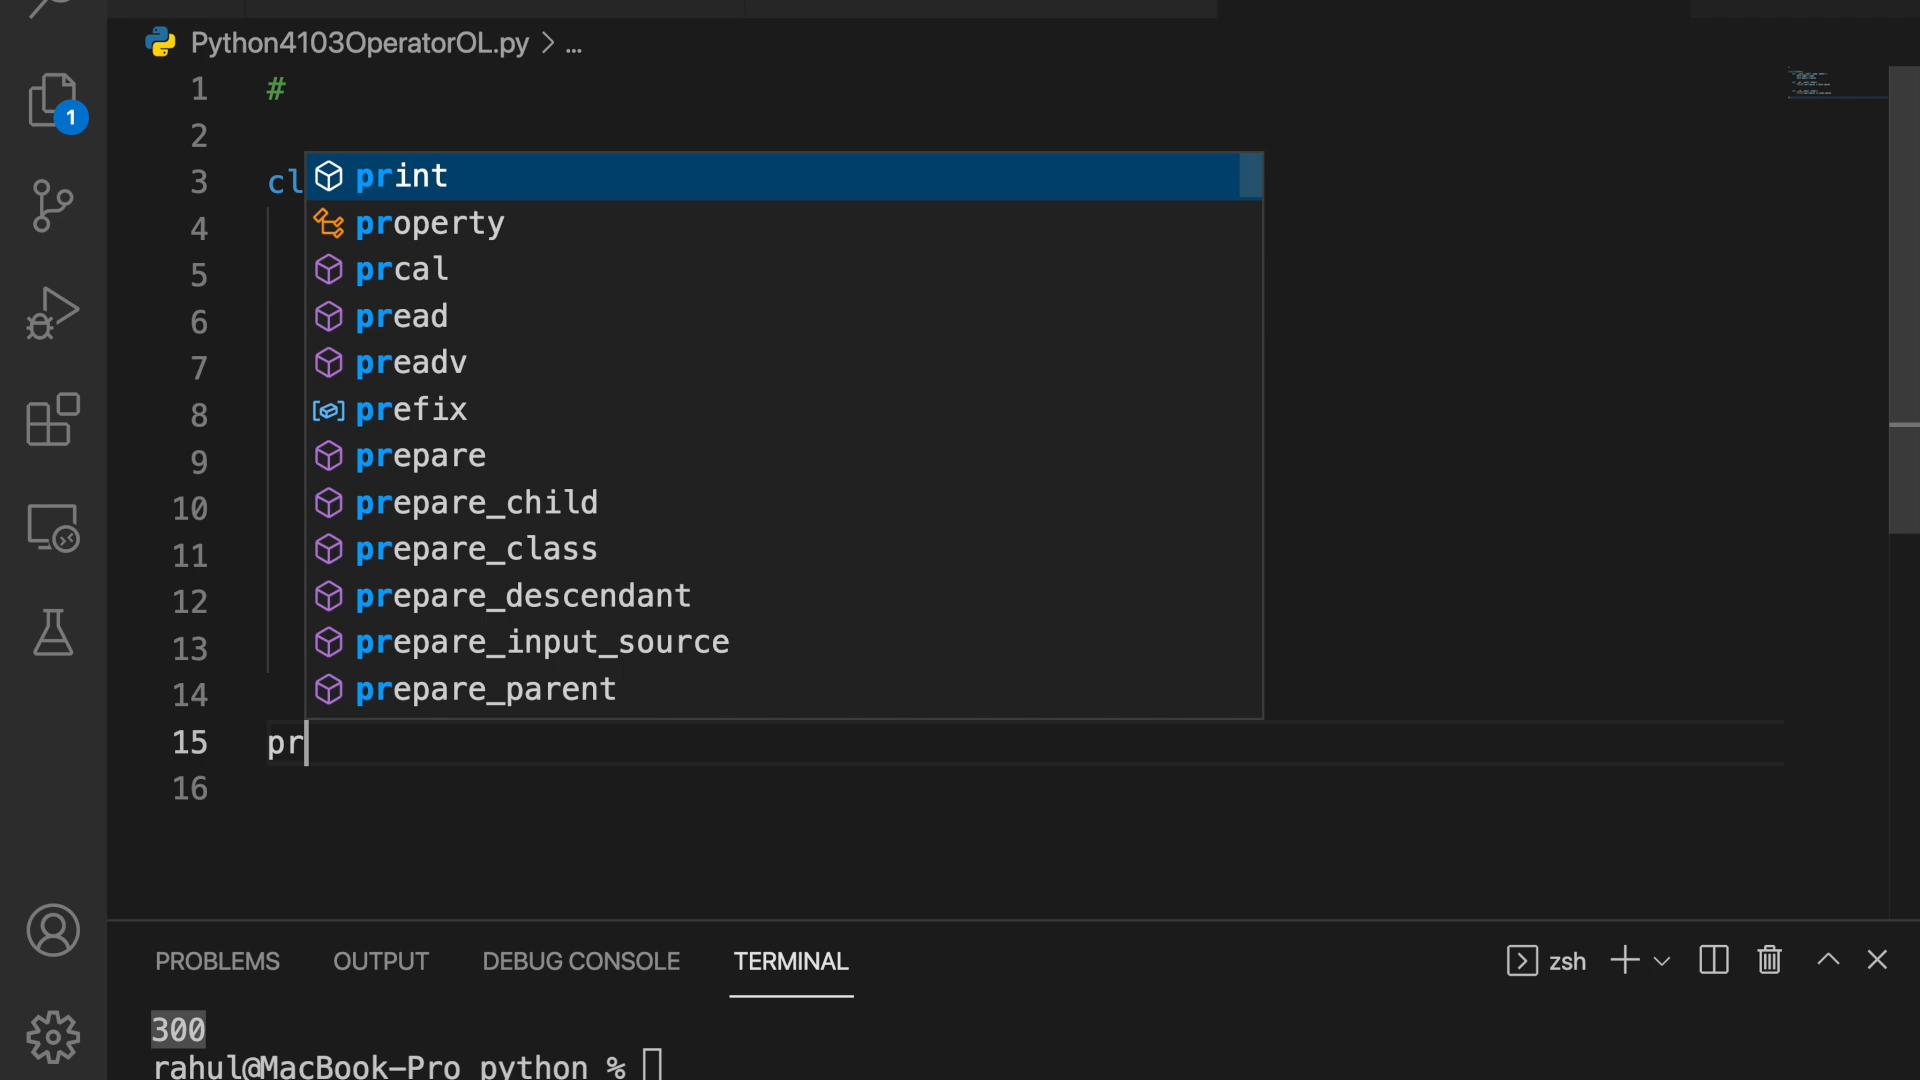 Python4103OperatorOL.py > ...
1 #
2
3 cl
4
5
6
7
8
9
10
11
12
13
14
15 pr
16
print
property
prcal
pread
preadv
prefix
prepare
prepare_child
prepare_class
prepare_descendant
prepare_input_source
prepare_parent
1
PROBLEMS OUTPUT DEBUG CONSOLE TERMINAL zsh
300
rahul@MacBook-Pro python %